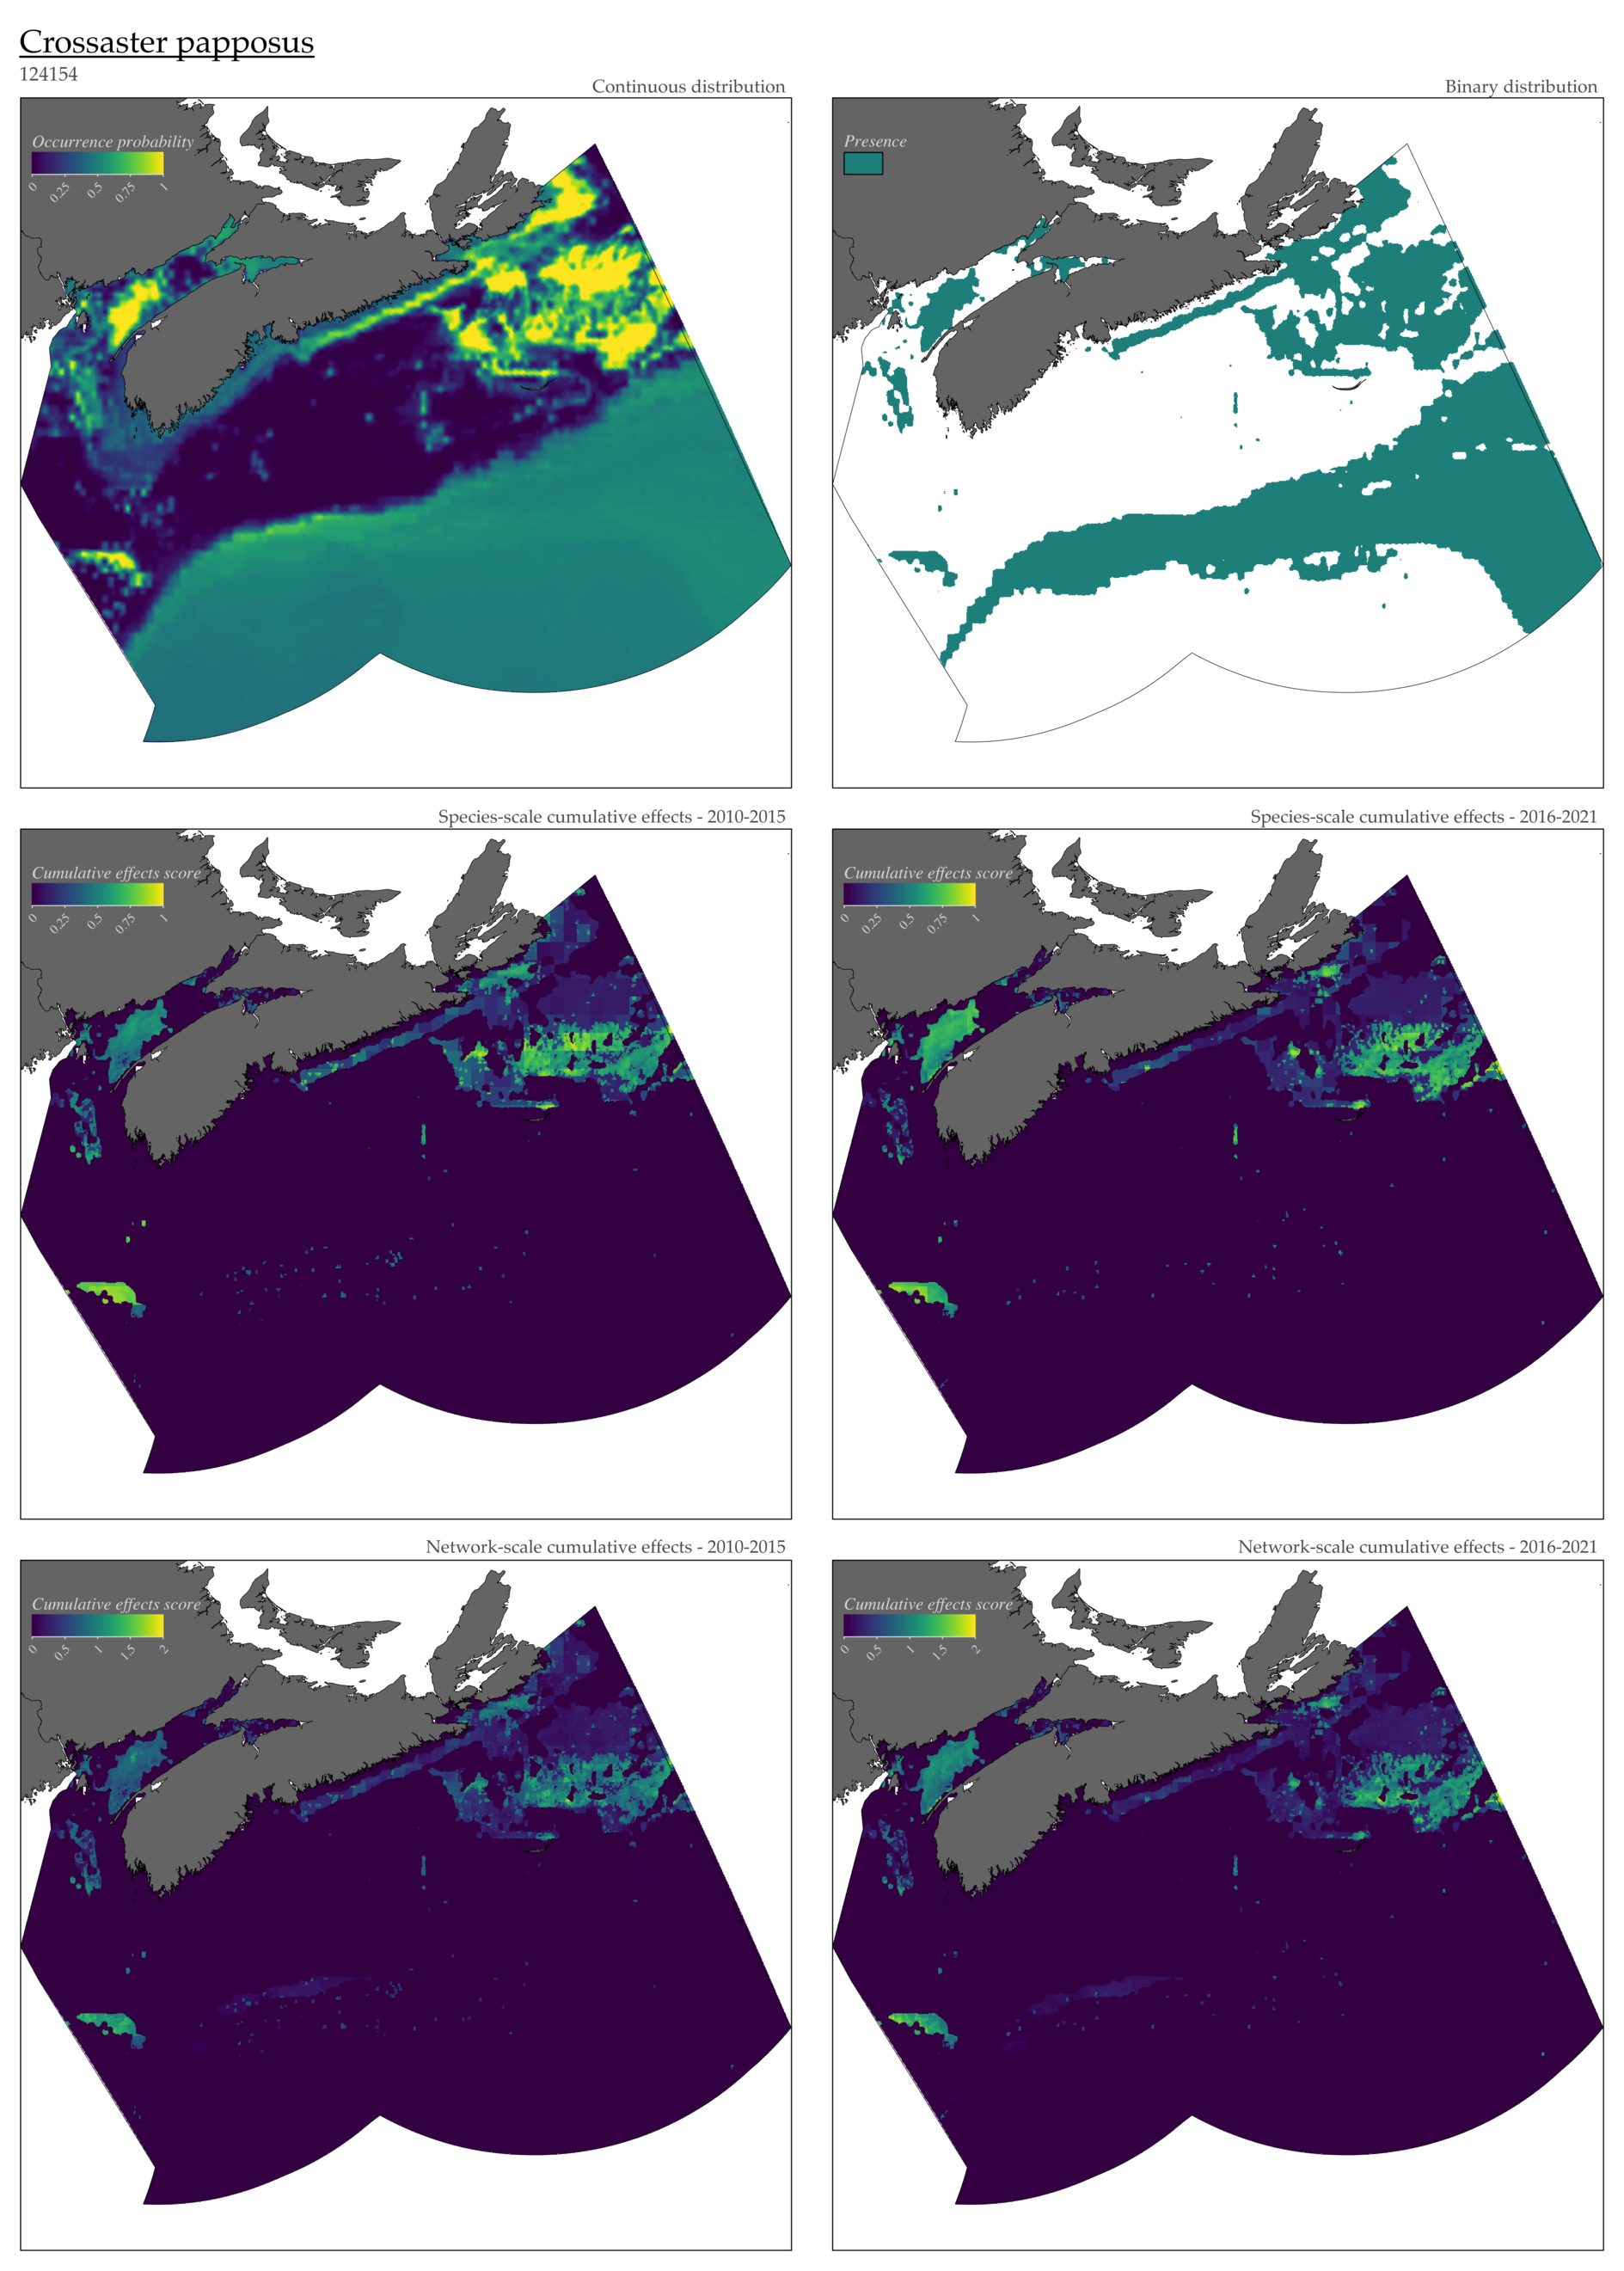 Crossaster papposus
124154
Continuous distribution
Occurrence probability
0 0.25 0.5 0.75 1
Binary distribution
Presence
Species-scale cumulative effects - 2010-2015
Cumulative effects score
0 0.25 0.5 0.75 1
Species-scale cumulative effects - 2016-2021
Cumulative effects score
0 0.25 0.5 0.75 1
Network-scale cumulative effects - 2010-2015
Cumulative effects score
0 0.5 1 1.5 2
Network-scale cumulative effects - 2016-2021
Cumulative effects score
0 0.5 1 1.5 2